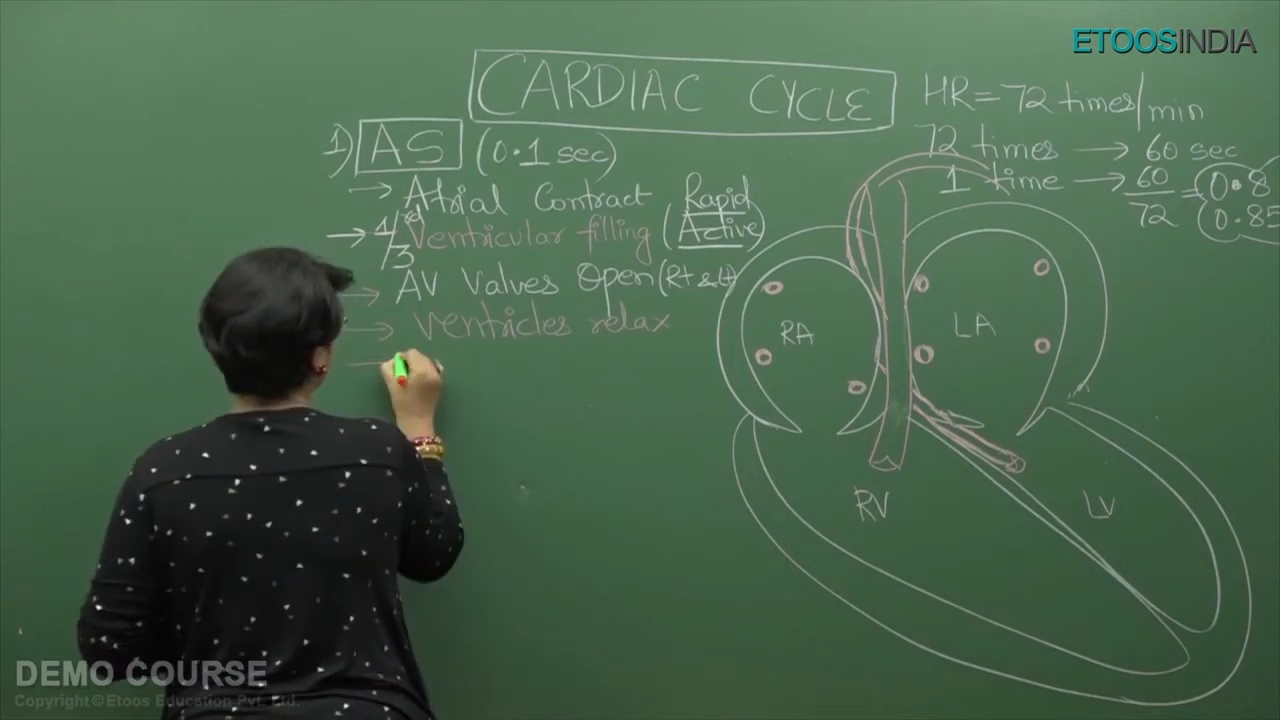 ETOOSINDIA
CARDIAC CYCLE
HR = 72 times/min
72 times → 60 sec
1 time → 60/72 = 0.8
0.85
1) AS (0.1 sec)
→ Atrial Contract Rapid
→ 1/3rd Ventricular filling (Active)
→ AV Valves Open (Rt & Lt)
→ Ventricles relax
RA
LA
RV
LV
DEMO COURSE
Copyright©Etoos Education Pvt. Ltd.